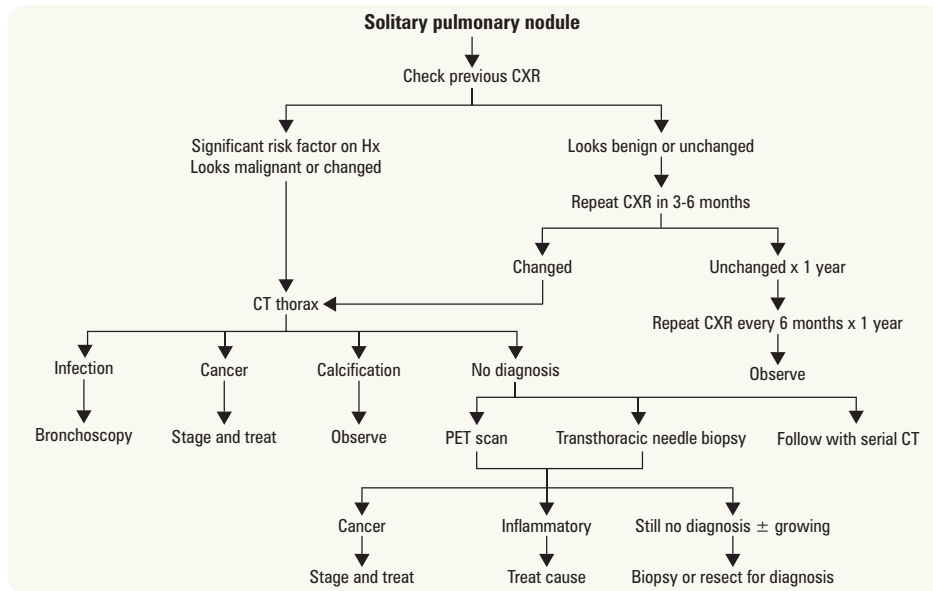 Solitary pulmonary nodule
Check previous CXR
Significant risk factor on Hx
Looks malignant or changed
Looks benign or unchanged
Repeat CXR in 3-6 months
Changed
Unchanged x 1 year
CT thorax
Repeat CXR every 6 months x 1 year
Infection
Cancer
Calcification
No diagnosis
Observe
Bronchoscopy
Stage and treat
Observe
PET scan
Transthoracic needle biopsy
Follow with serial CT
Cancer
Inflammatory
Still no diagnosis ± growing
Stage and treat
Treat cause
Biopsy or resect for diagnosis